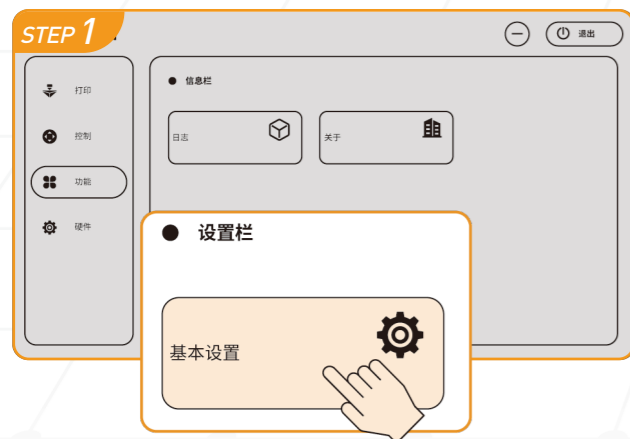 STEP 1
退出
打印
控制
功能
硬件
信息栏
日志
关于
设置栏
基本设置